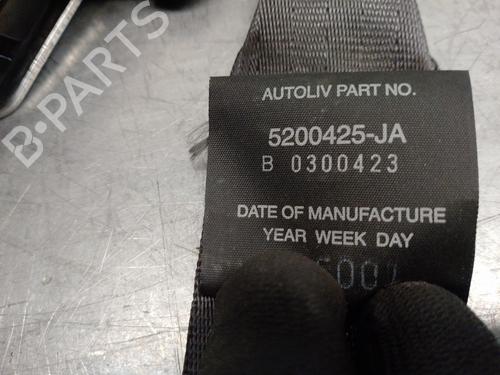 B-PARTS
AUTOLIV PART NO.
5200425-JA
B 0300423
DATE OF MANUFACTURE
YEAR WEEK DAY